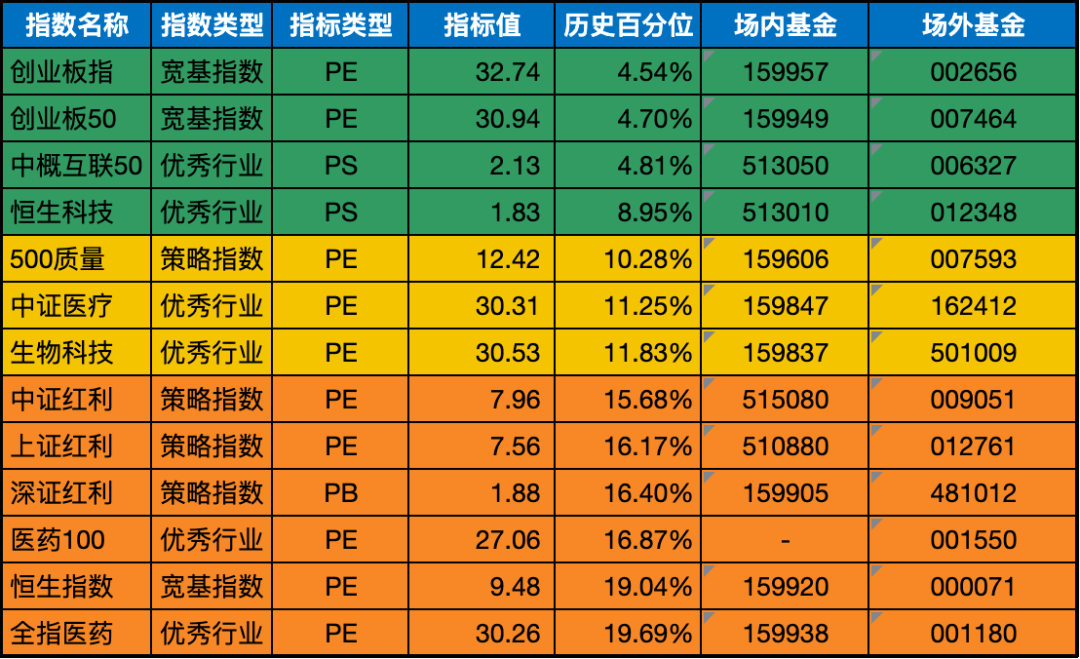 指数名称 指数类型 指标类型 指标值 历史百分位 场内基金 场外基金
创业板指 宽基指数 PE 32.74 4.54% 159957 002656
创业板50 宽基指数 PE 30.94 4.70% 159949 007464
中概互联50 优秀行业 PS 2.13 4.81% 513050 006327
恒生科技 优秀行业 PS 1.83 8.95% 513010 012348
500质量 策略指数 PE 12.42 10.28% 159606 007593
中证医疗 优秀行业 PE 30.31 11.25% 159847 162412
生物科技 优秀行业 PE 30.53 11.83% 159837 501009
中证红利 策略指数 PE 7.96 15.68% 515080 009051
上证红利 策略指数 PE 7.56 16.17% 510880 012761
深证红利 策略指数 PB 1.88 16.40% 159905 481012
医药100 优秀行业 PE 27.06 16.87% - 001550
恒生指数 宽基指数 PE 9.48 19.04% 159920 000071
全指医药 优秀行业 PE 30.26 19.69% 159938 001180